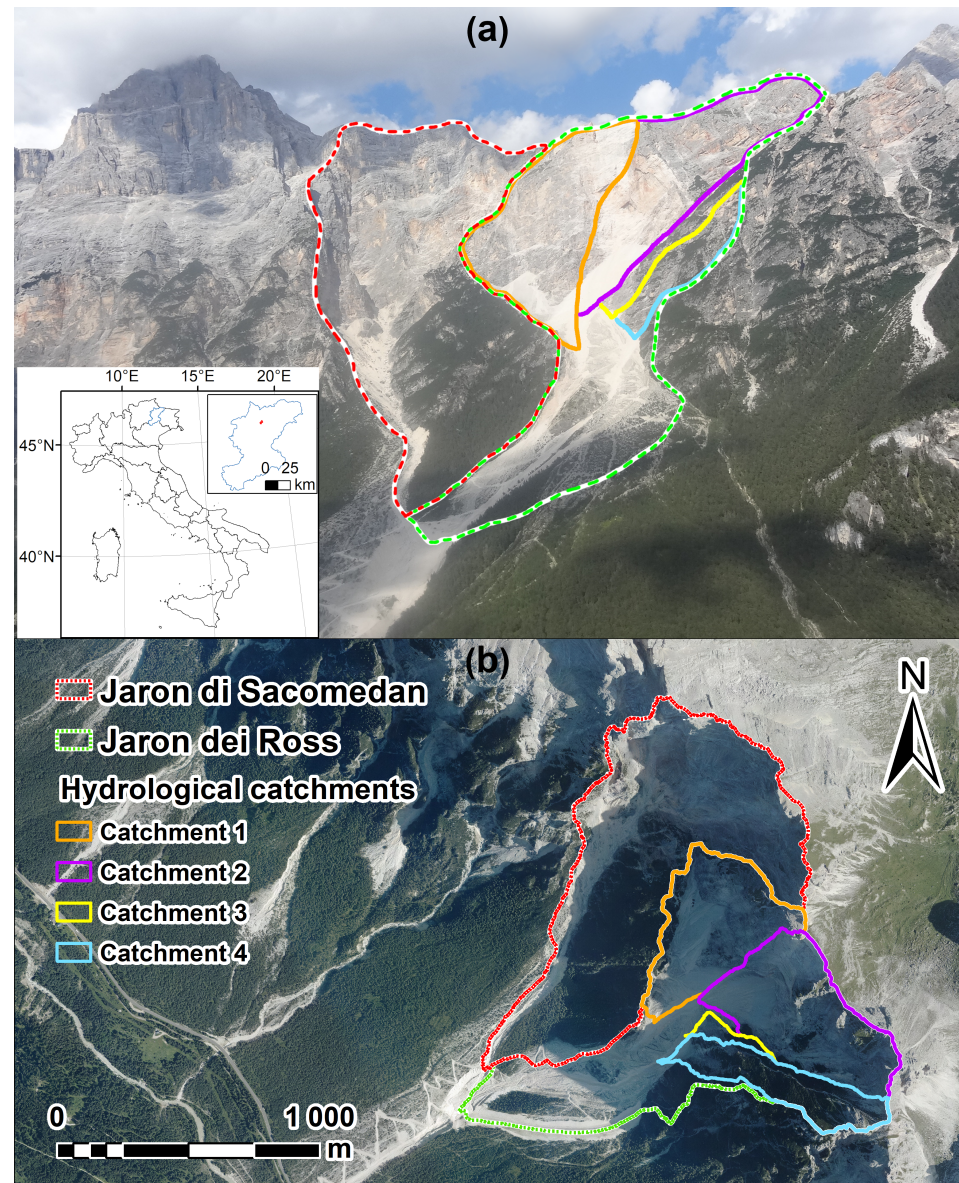 (a)
10°E 15°E 20°E
45°N
40°N
0 25
km
(b)
N
Jaron di Sacomedan
Jaron dei Ross
Hydrological catchments
Catchment 1
Catchment 2
Catchment 3
Catchment 4
0 1 000
m